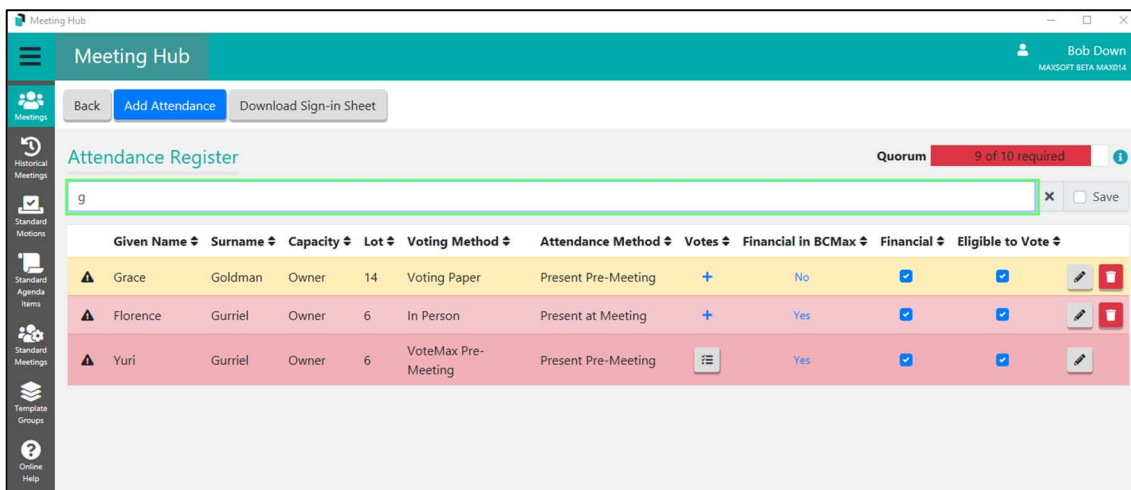 Meeting Hub
Meeting Hub
Bob Down
MAXSOFT BETA MAX014
Meetings
Historical
Meetings
Standard
Motions
Standard
Agenda
Items
Standard
Meetings
Template
Groups
Online
Help
Back
Add Attendance
Download Sign-in Sheet
Attendance Register
Quorum 9 of 10 required
g
Save
Given Name Surname Capacity Lot Voting Method Attendance Method Votes Financial in BCMax Financial Eligible to Vote
Grace Goldman Owner 14 Voting Paper Present Pre-Meeting + No
Florence Gurriel Owner 6 In Person Present at Meeting + Yes
Yuri Gurriel Owner 6 VoteMax Pre-
Meeting Present Pre-Meeting Yes